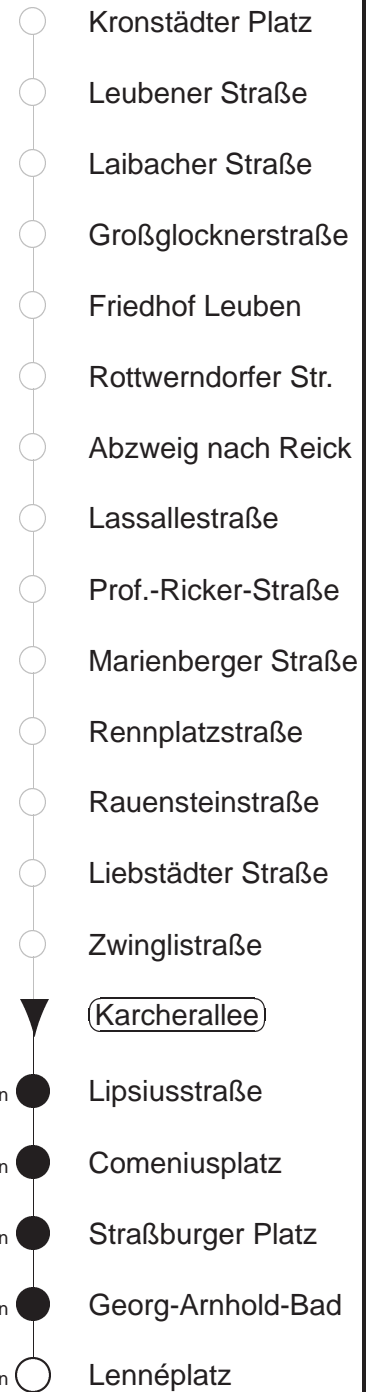 Kronstädter Platz
Leubener Straße
Laibacher Straße
Großglocknerstraße
Friedhof Leuben
Rottwerndorfer Str.
Abzweig nach Reick
Lassallestraße
Prof.-Ricker-Straße
Marienberger Straße
Rennplatzstraße
Rauensteinstraße
Liebstädter Straße
Zwinglistraße
Karcherallee
n Lipsiusstraße
n Comeniusplatz
n Straßburger Platz
n Georg-Arnhold-Bad
n Lennéplatz